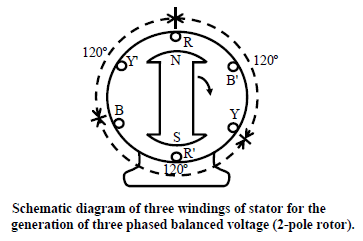 R
120°
Y'
N
120°
B'
B
Y
S
R'
120°
Schematic diagram of three windings of stator for the
generation of three phased balanced voltage (2-pole rotor).